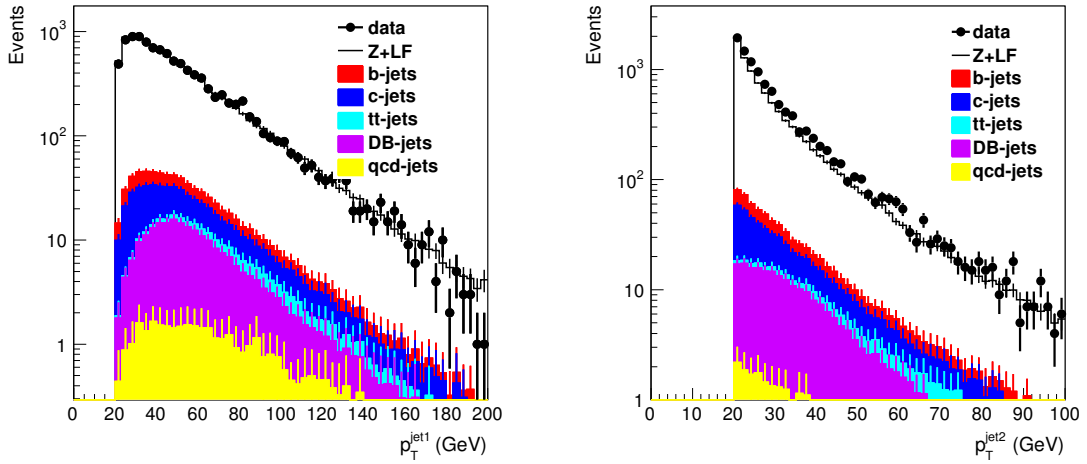 Events
10³
10²
10
1
data
Z+LF
b-jets
c-jets
tt-jets
DB-jets
qcd-jets
0 20 40 60 80 100 120 140 160 180 200
p_T^jet1 (GeV)
Events
10³
10²
10
1
data
Z+LF
b-jets
c-jets
tt-jets
DB-jets
qcd-jets
0 10 20 30 40 50 60 70 80 90 100
p_T^jet2 (GeV)